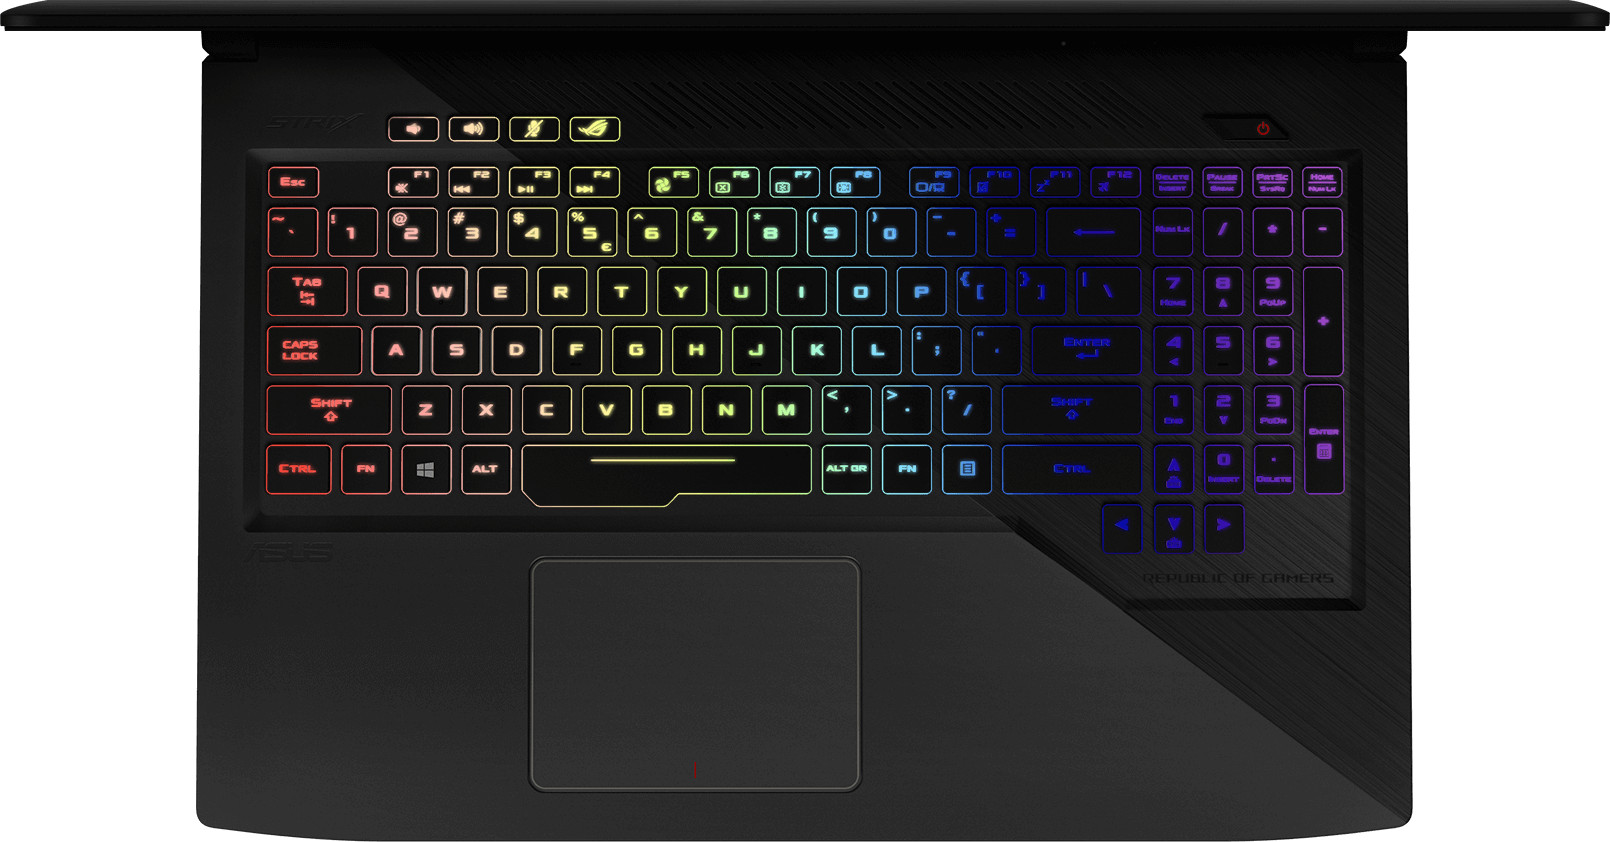 STRIX
Esc F1 F2 F3 F4 F5 F6 F7 F8 F9 F10 F11 F12 DELETE PAUSE PRTSC HOME
O/R Z INSERT BREAK SYSRQ NUM LK
~ ! @ # $ % ^ & * ( ) - +
` 1 2 3 4 5 € 6 7 8 9 0 - = NUM LK / * -
TAB Q W E R T Y U I O P { [ } ] | \ 7 8 9 +
HOME PGUP
CAPS LOCK A S D F G H J K L : ; " ENTER 4 5 6
SHIFT Z X C V B N M < , > . ? / SHIFT 1 2 3
END PGDN ENTER
CTRL FN ALT ALT GR FN CTRL 0 .
INSERT DELETE
ASUS
REPUBLIC OF GAMERS